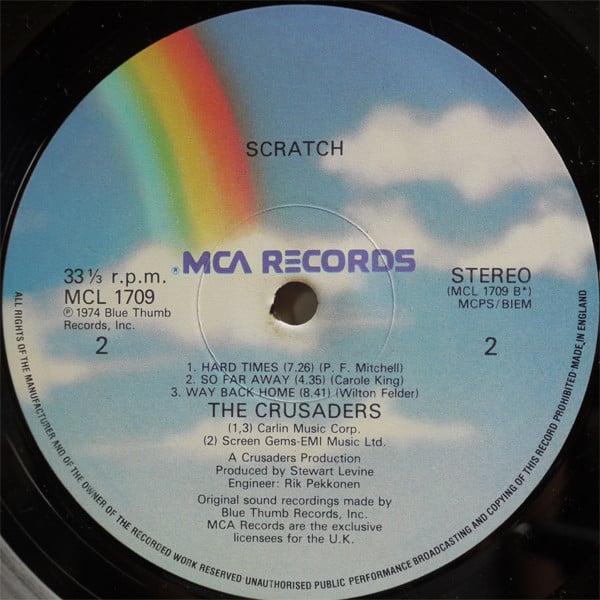 SCRATCH
® MCA RECORDS
33 1/3 r.p.m.
MCL 1709
℗ 1974 Blue Thumb
Records, Inc.
2
STEREO
(MCL 1709 B*)
MCPS/BIEM
2
1. HARD TIMES (7.26) (P. F. Mitchell)
2. SO FAR AWAY (4.35) (Carole King)
3. WAY BACK HOME (8.41) (Wilton Felder)
THE CRUSADERS
(1,3) Carlin Music Corp.
(2) Screen Gems-EMI Music Ltd.
A Crusaders Production
Produced by Stewart Levine
Engineer: Rik Pekkonen
Original sound recordings made by
Blue Thumb Records, Inc.
MCA Records are the exclusive
licensees for the U.K.
ALL RIGHTS OF THE MANUFACTURER AND OF THE OWNER OF THE RECORDED WORK RESERVED UNAUTHORISED PUBLIC PERFORMANCE BROADCASTING AND COPYING OF THIS RECORD PROHIBITED-MADE IN ENGLAND